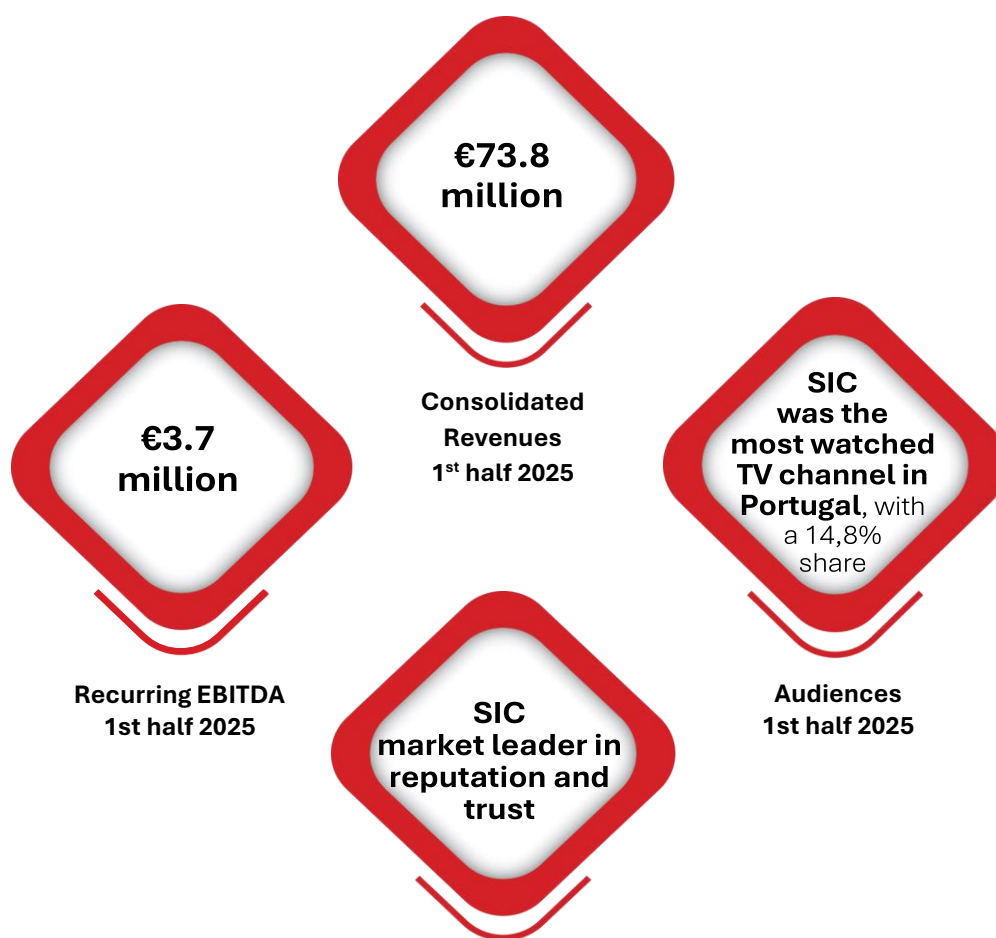 €73.8
million
Consolidated
Revenues
1st half 2025
€3.7
million
Recurring EBITDA
1st half 2025
SIC
was the
most watched
TV channel in
Portugal, with
a 14,8%
share
Audiences
1st half 2025
SIC
market leader in
reputation and
trust